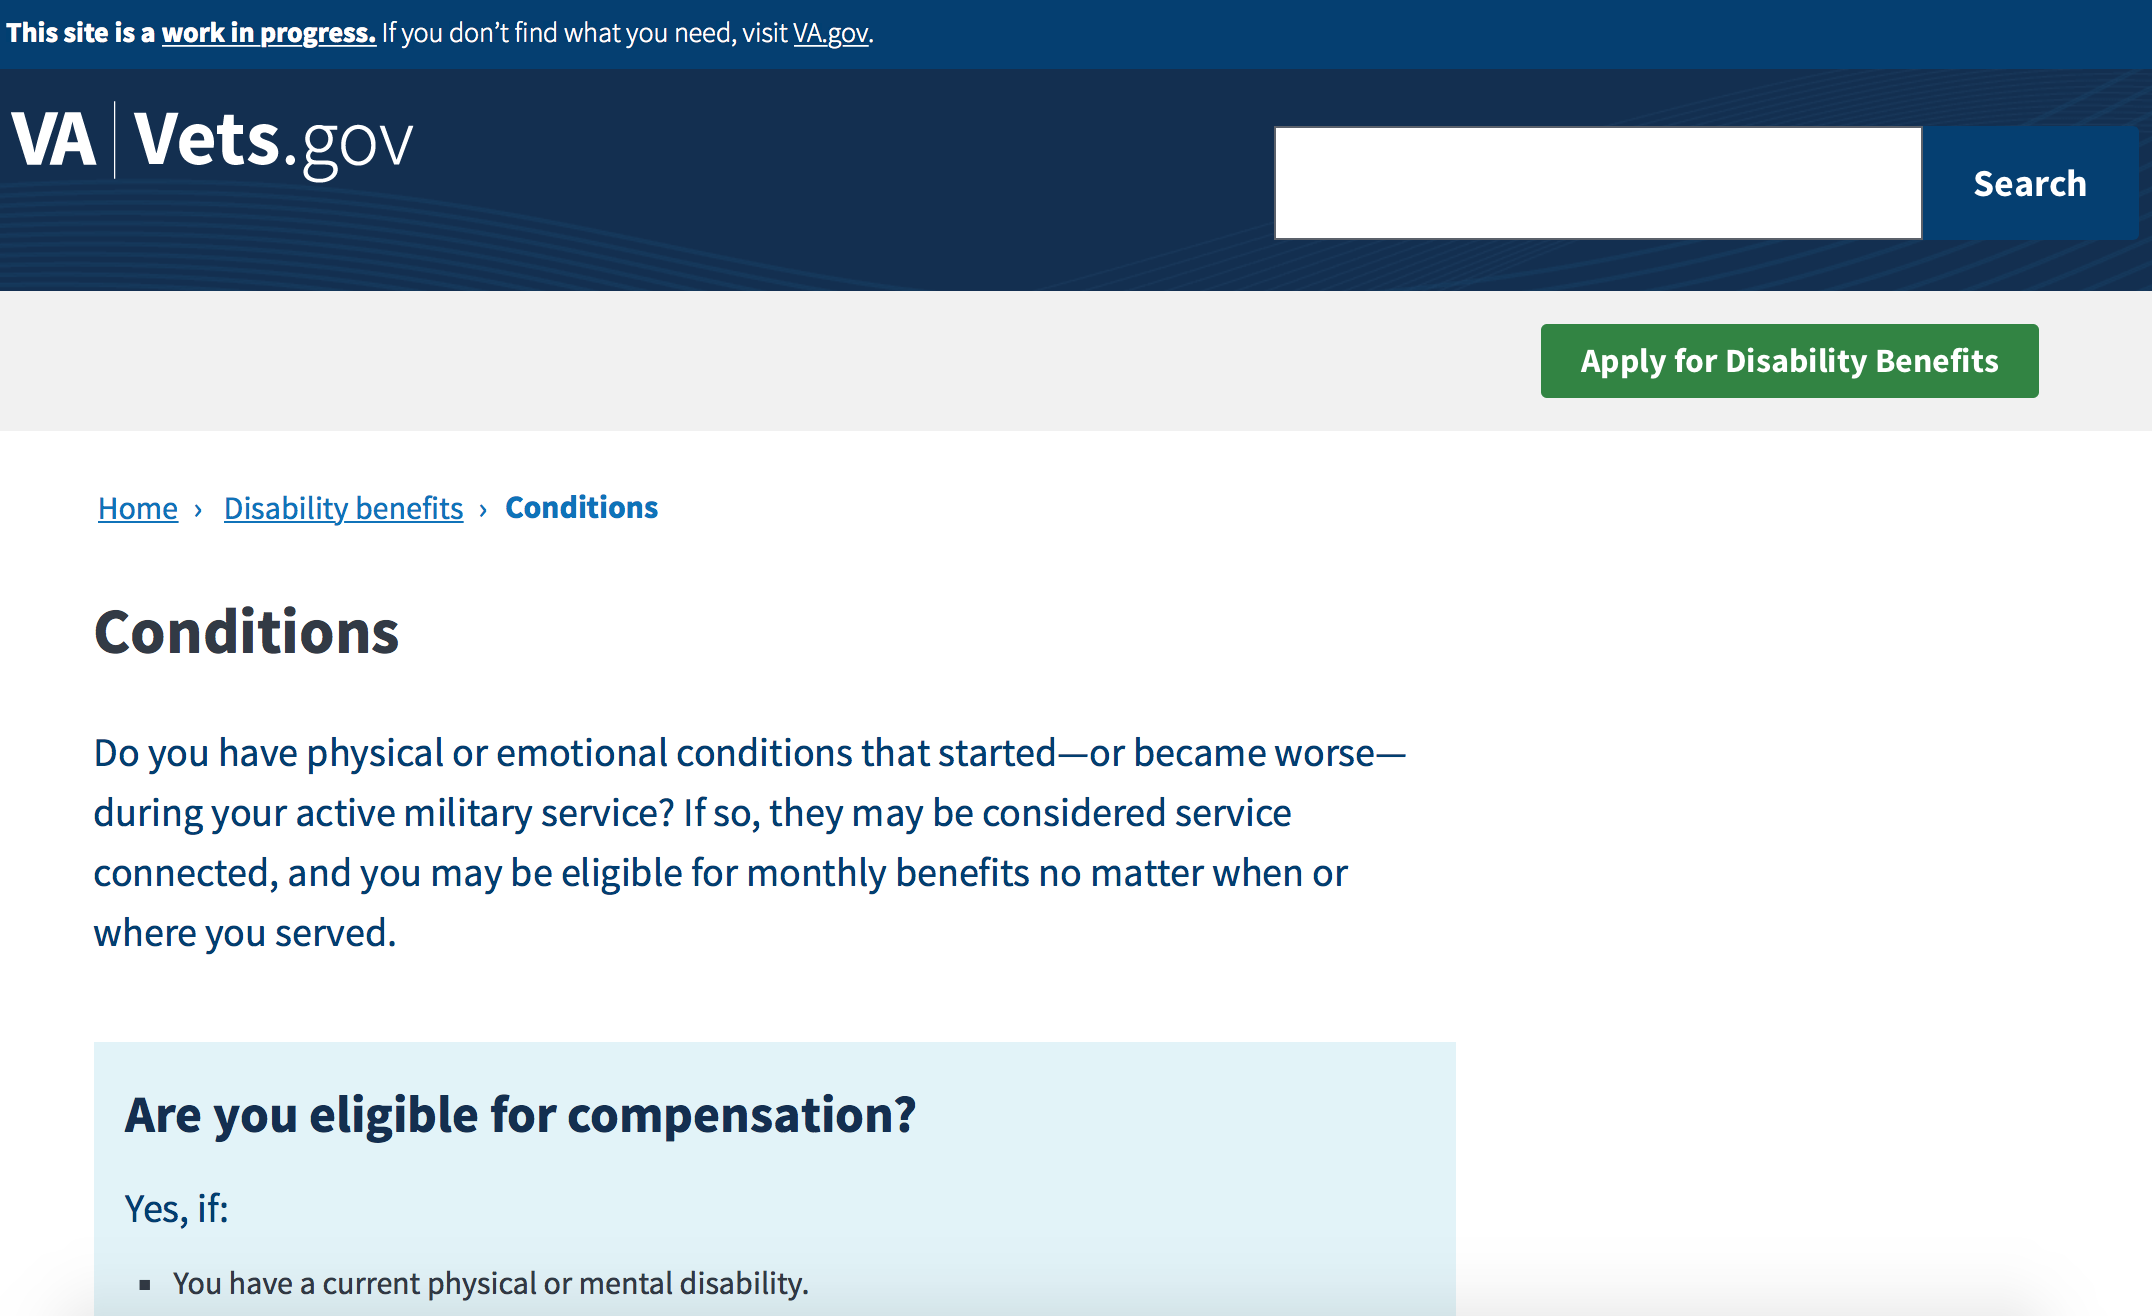 This site is a work in progress. If you don’t find what you need, visit VA.gov.
VA | Vets.gov
Search
Apply for Disability Benefits
Home › Disability benefits › Conditions
Conditions
Do you have physical or emotional conditions that started—or became worse—
during your active military service? If so, they may be considered service
connected, and you may be eligible for monthly benefits no matter when or
where you served.
Are you eligible for compensation?
Yes, if:
▪ You have a current physical or mental disability.